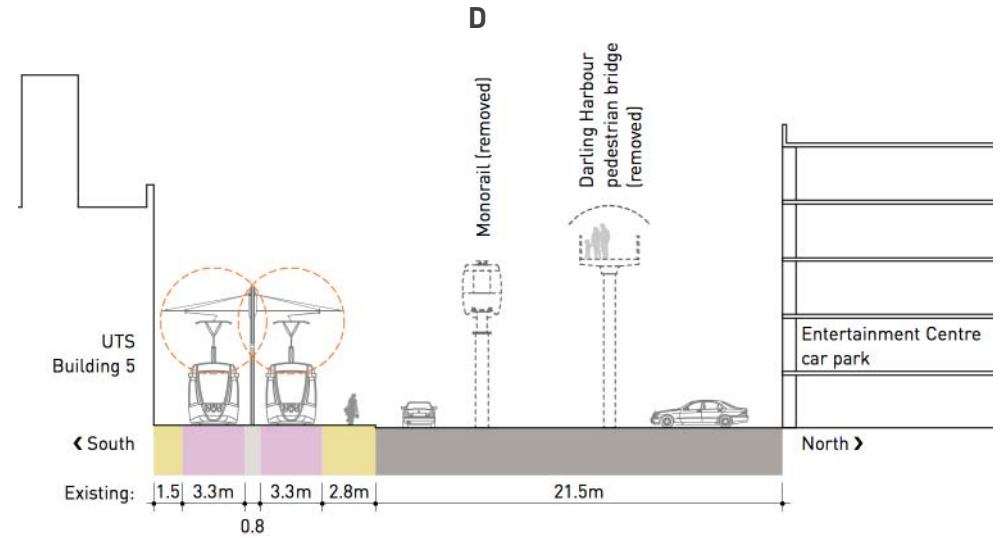 D
Monorail (removed)
Darling Harbour
pedestrian bridge
(removed)
UTS
Building 5
Entertainment Centre
car park
❮ South
North ❯
Existing: 1.5 3.3m 3.3m 2.8m 21.5m
0.8